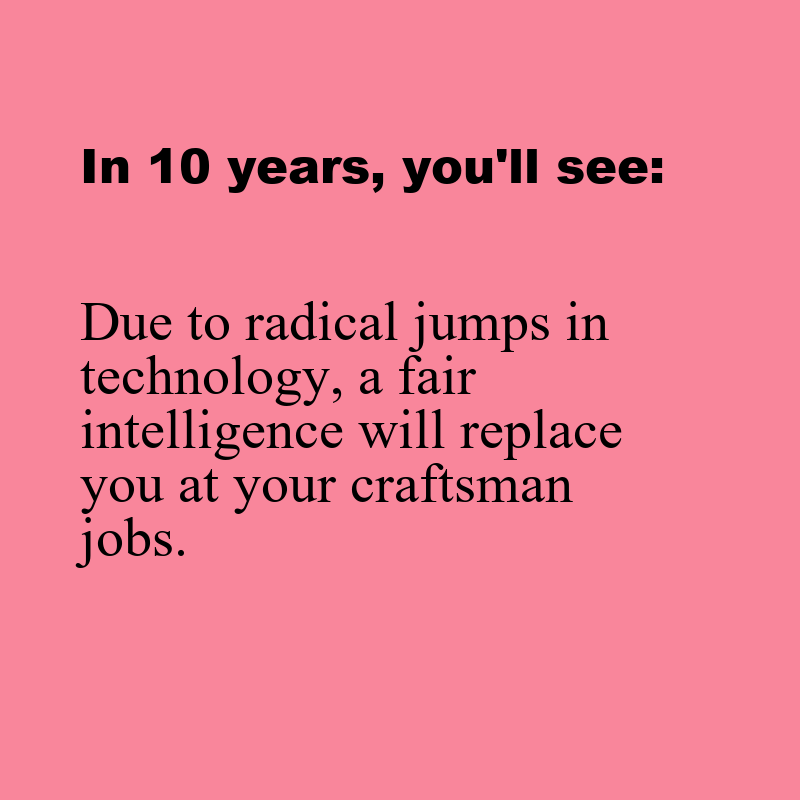 In 10 years, you'll see:
Due to radical jumps in
technology, a fair
intelligence will replace
you at your craftsman
jobs.